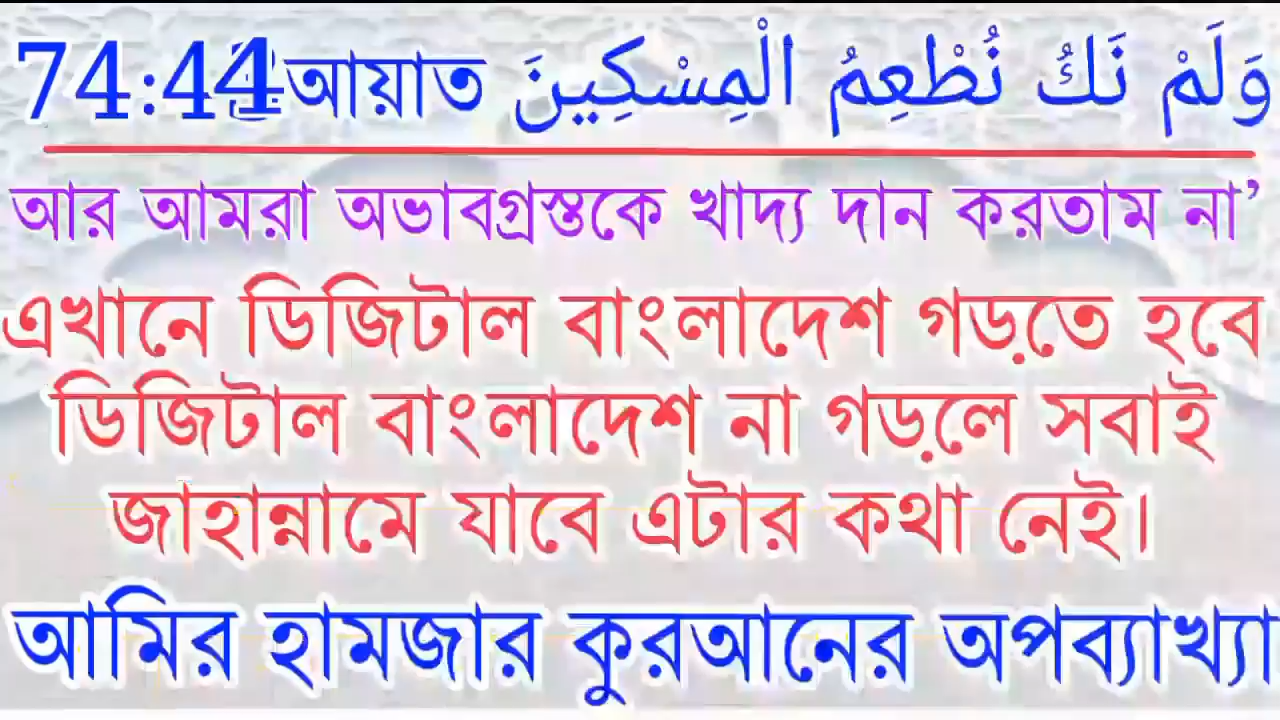 74:44 আয়াত وَلَمْ نَكُ نُطْعِمُ الْمِسْكِينَ
আর আমরা অভাবগ্রস্তকে খাদ্য দান করতাম না’
এখানে ডিজিটাল বাংলাদেশ গড়তে হবে
ডিজিটাল বাংলাদেশ না গড়লে সবাই
জাহান্নামে যাবে এটার কথা নেই।
আমির হামজার কুরআনের অপব্যাখ্যা